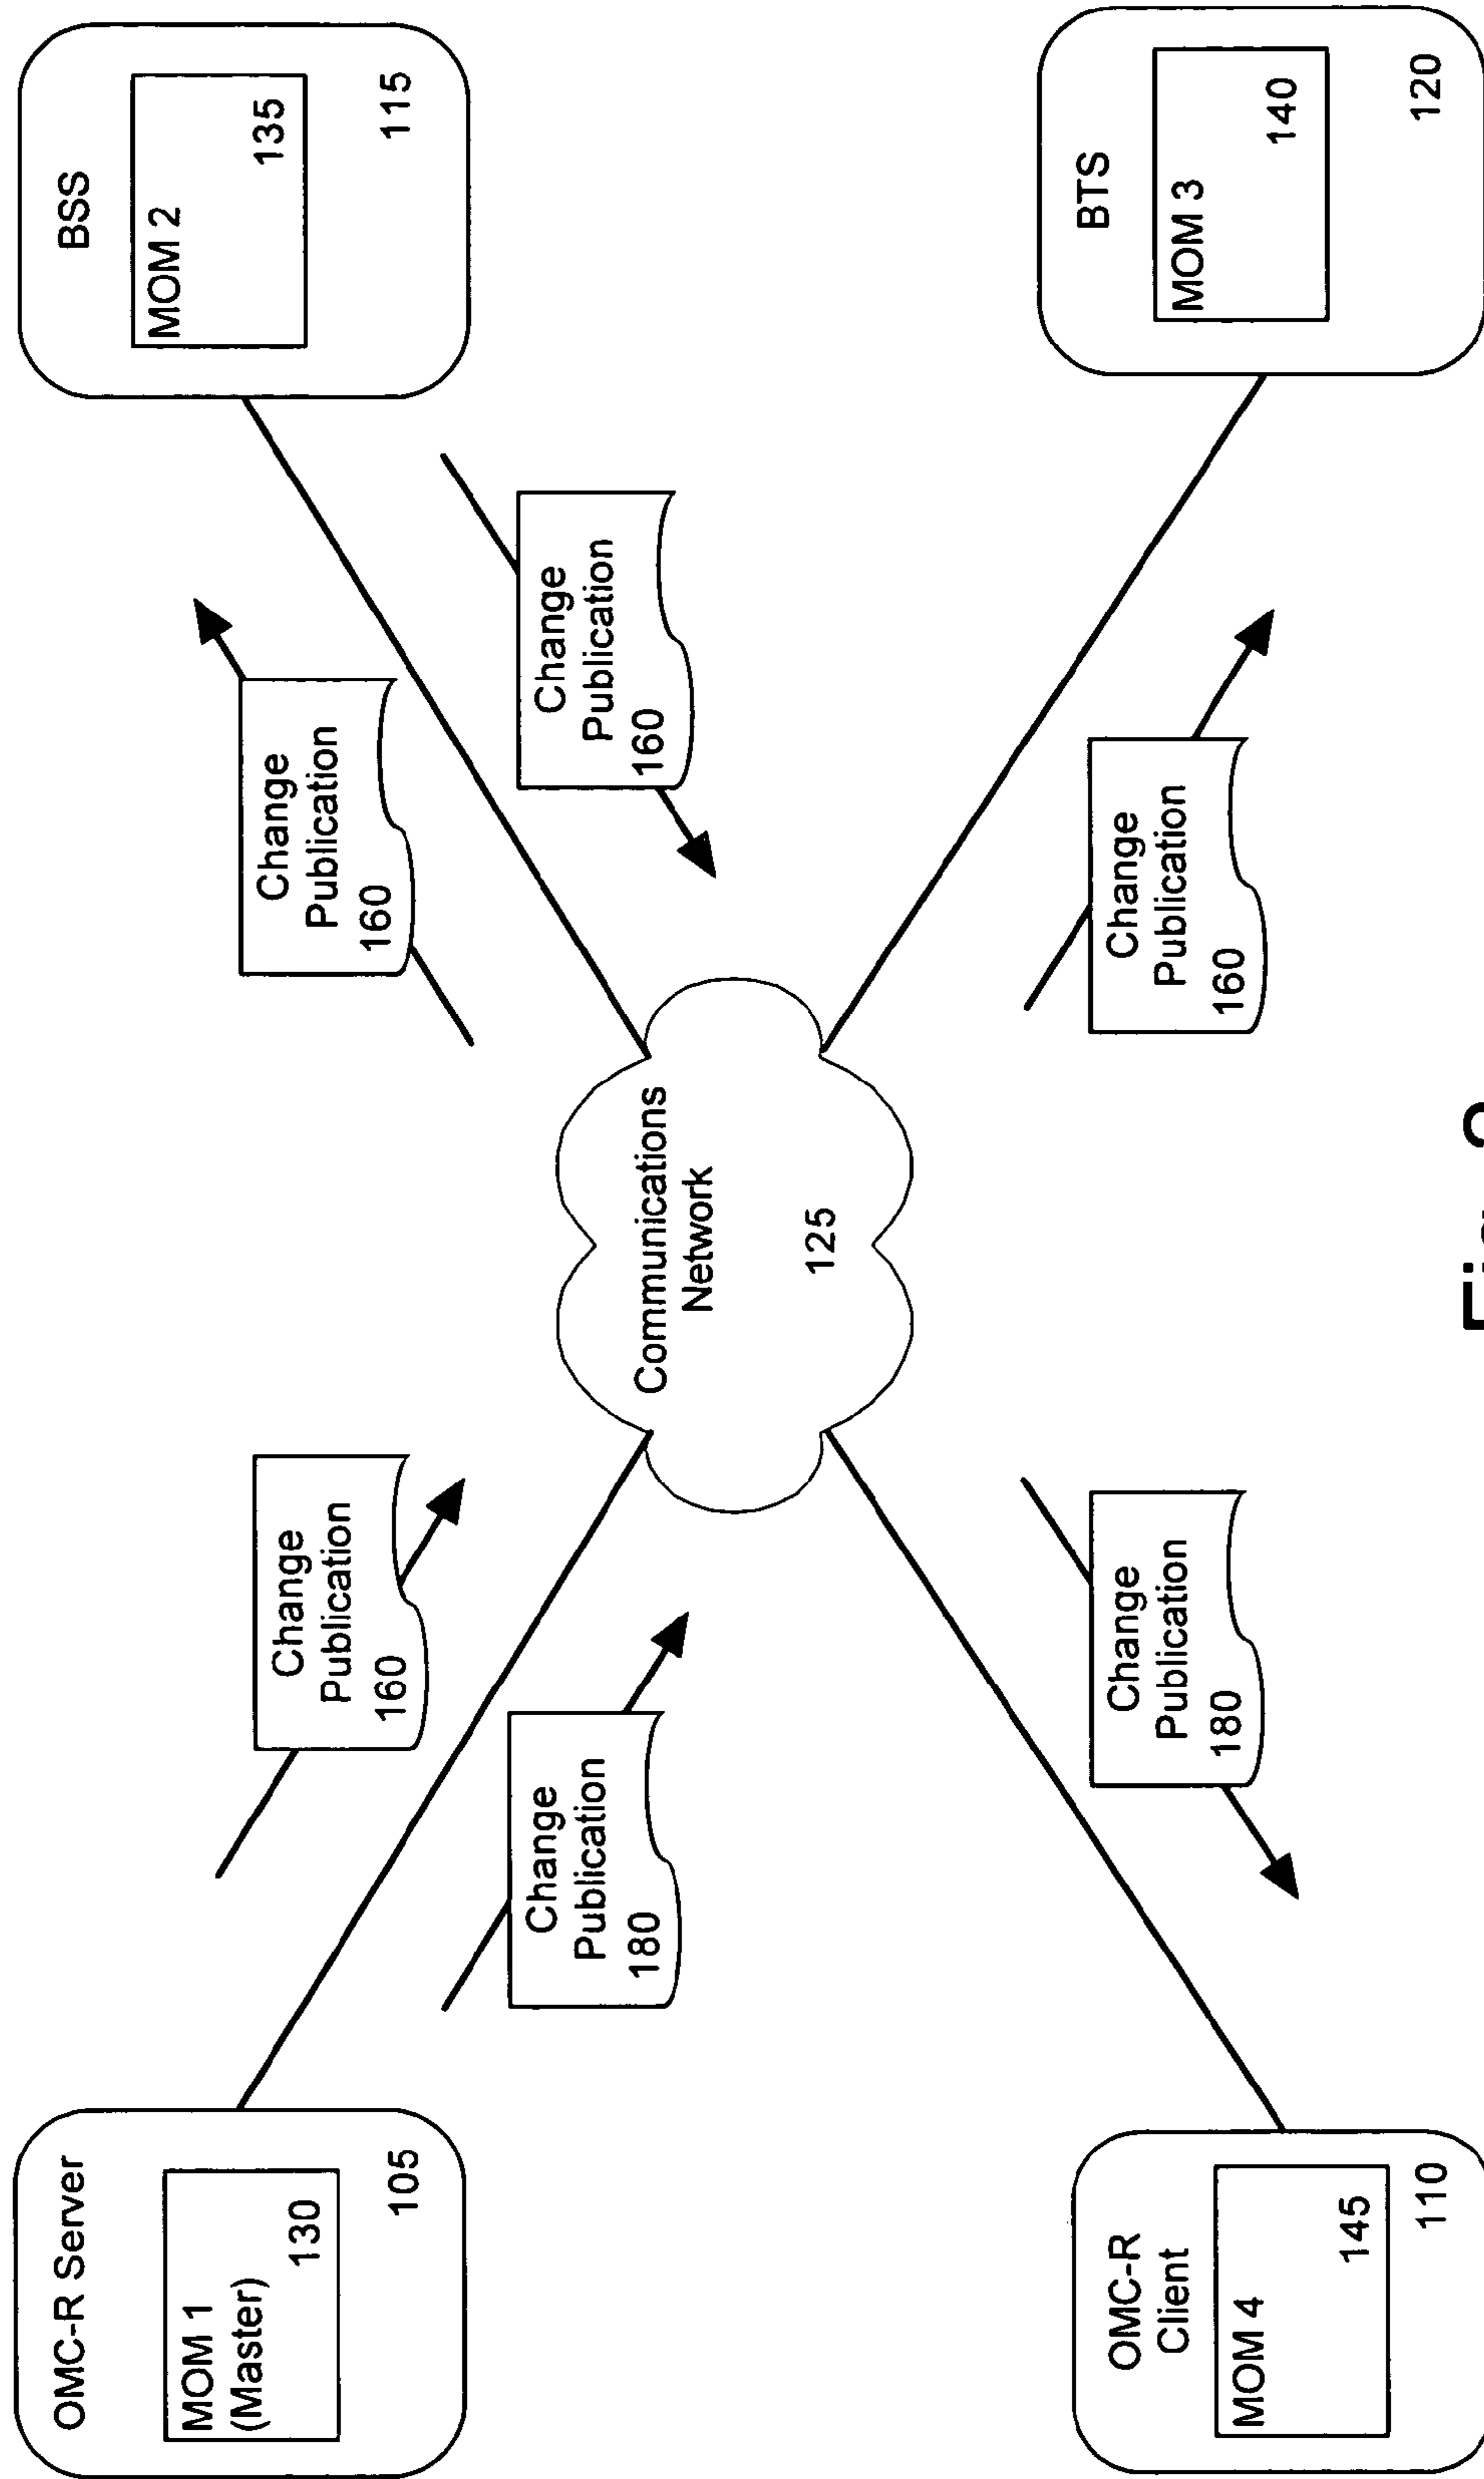 OMC-R Server
MOM 1
(Master)
130
105
Change
Publication
160
Change
Publication
180
Change
Publication
160
Change
Publication
160
BSS
MOM 2
135
115
Communications
Network
125
OMC-R
Client
MOM 4
145
110
Change
Publication
180
Change
Publication
160
BTS
MOM 3
140
120